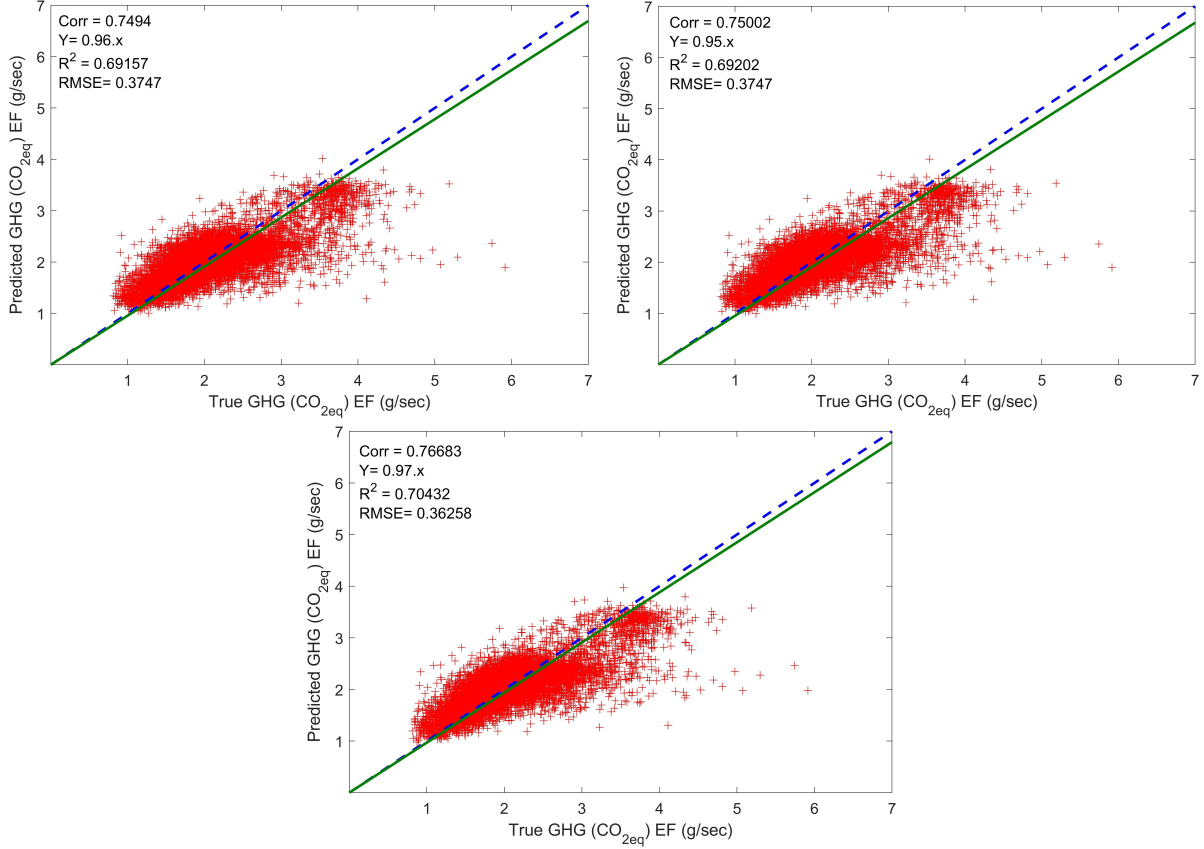 Corr = 0.7494
Y= 0.96.x
R2 = 0.69157
RMSE= 0.3747
7
6
5
4
3
2
1
Predicted GHG (CO2eq) EF (g/sec)
1 2 3 4 5 6 7
True GHG (CO2eq) EF (g/sec)
Corr = 0.75002
Y= 0.95.x
R2 = 0.69202
RMSE= 0.3747
7
6
5
4
3
2
1
Predicted GHG (CO2eq) EF (g/sec)
1 2 3 4 5 6 7
True GHG (CO2eq) EF (g/sec)
Corr = 0.76683
Y= 0.97.x
R2 = 0.70432
RMSE= 0.36258
7
6
5
4
3
2
1
Predicted GHG (CO2eq) EF (g/sec)
1 2 3 4 5 6 7
True GHG (CO2eq) EF (g/sec)